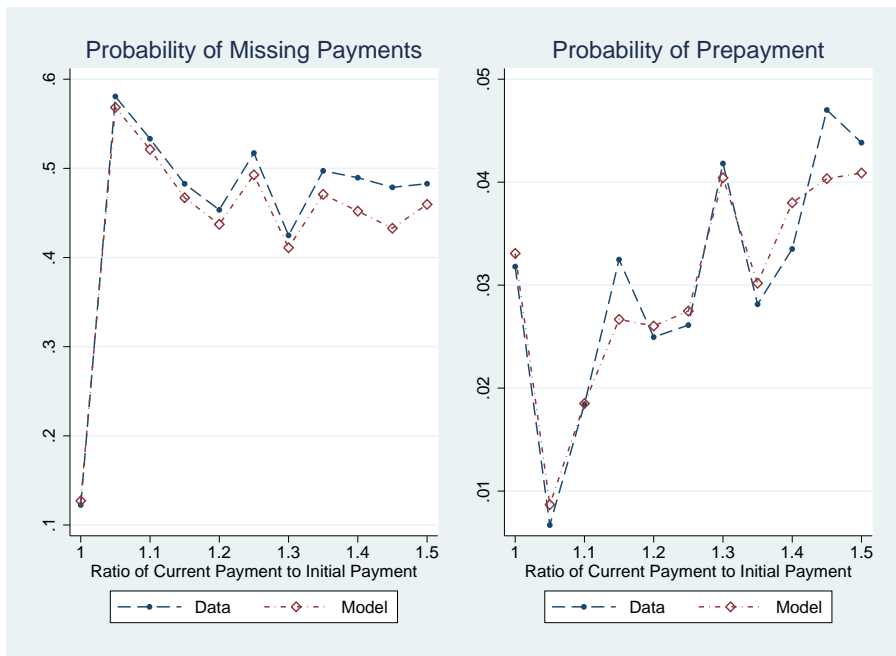 Probability of Missing Payments
.6
.5
.4
.3
.2
.1
1 1.1 1.2 1.3 1.4 1.5
Ratio of Current Payment to Initial Payment
Data Model
Probability of Prepayment
.05
.04
.03
.02
.01
1 1.1 1.2 1.3 1.4 1.5
Ratio of Current Payment to Initial Payment
Data Model